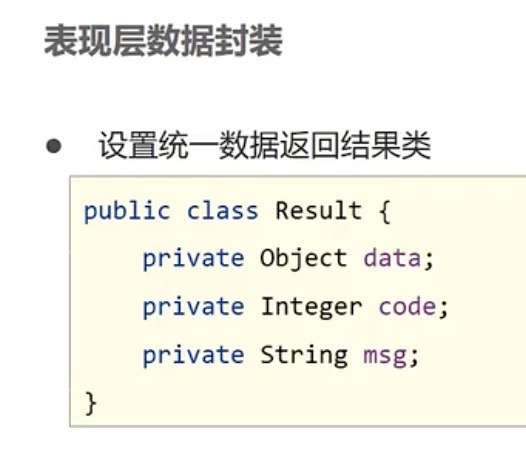 表现层数据封装
● 设置统一数据返回结果类
public class Result {
    private Object data;
    private Integer code;
    private String msg;
}